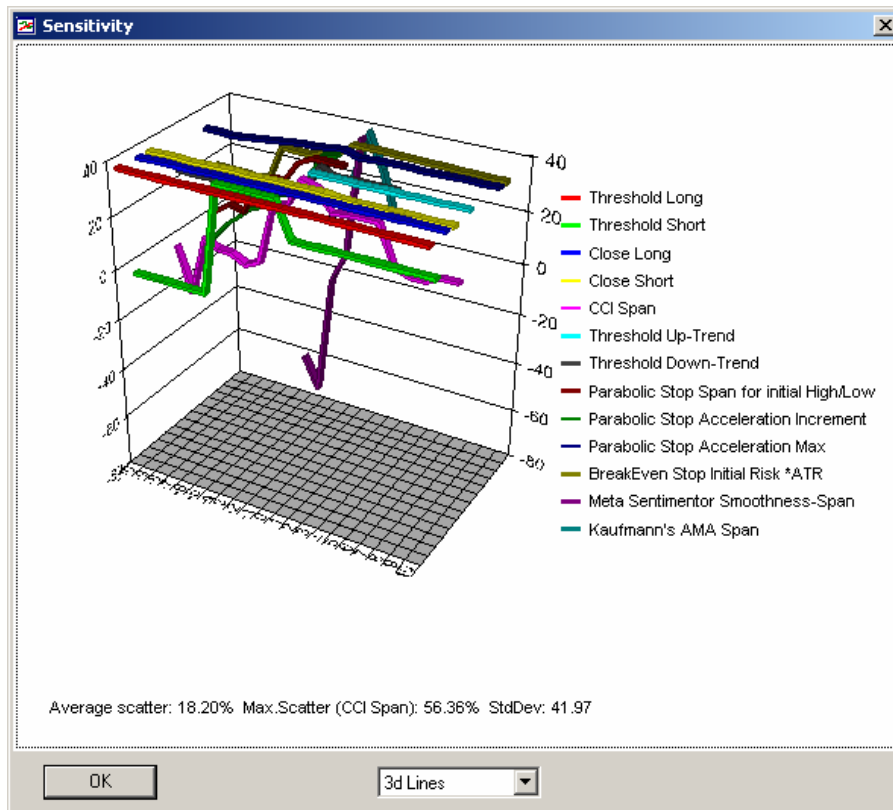 Sensitivity
40
20
0
-20
-40
-60
-80
40
20
0
-20
-40
Threshold Long
Threshold Short
Close Long
Close Short
CCI Span
Threshold Up-Trend
Threshold Down-Trend
Parabolic Stop Span for initial High/Low
Parabolic Stop Acceleration Increment
Parabolic Stop Acceleration Max
BreakEven Stop Initial Risk *ATR
Meta Sentimentor Smoothness-Span
Kaufmann's AMA Span
Average scatter: 18.20% Max.Scatter (CCI Span): 56.36% StdDev: 41.97
OK
3d Lines